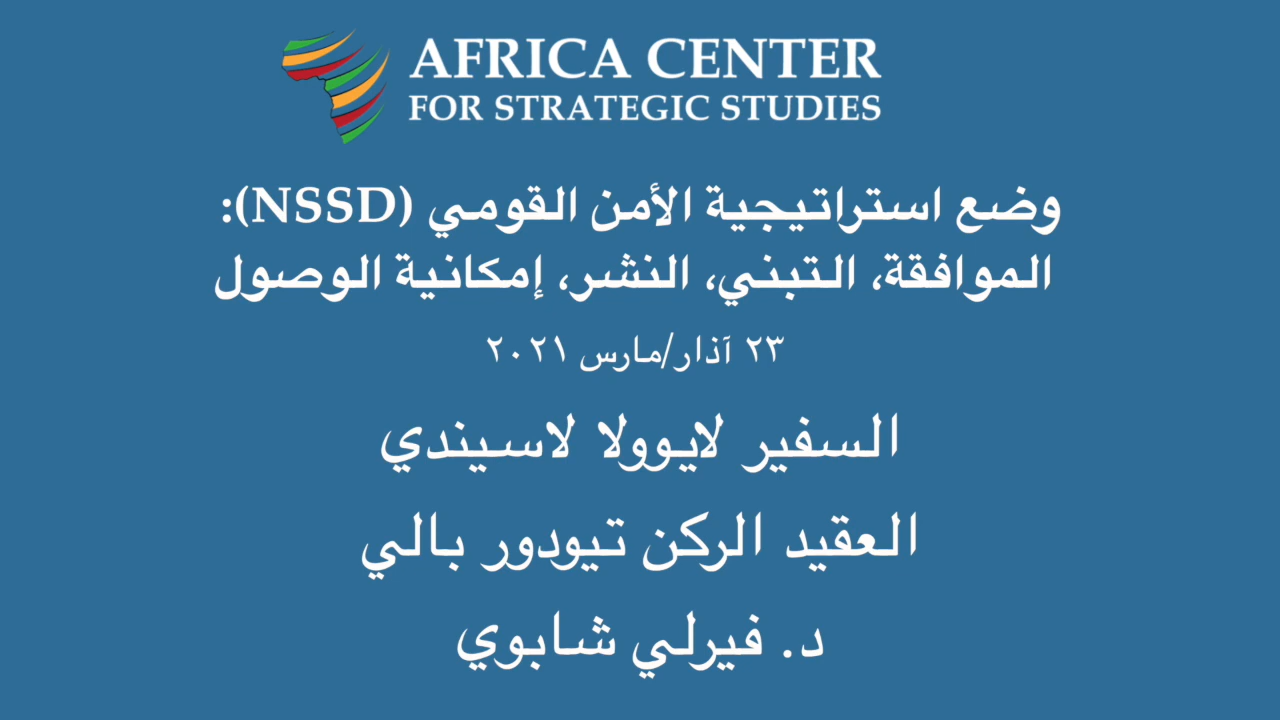 AFRICA CENTER
FOR STRATEGIC STUDIES
وضع استراتيجية الأمن القومي (NSSD):
الموافقة، التبني، النشر، إمكانية الوصول
٢٣ آذار/مارس ٢٠٢١
السفير لايوولا لاسيندي
العقيد الركن تيودور بالي
د. فيرلي شابوي